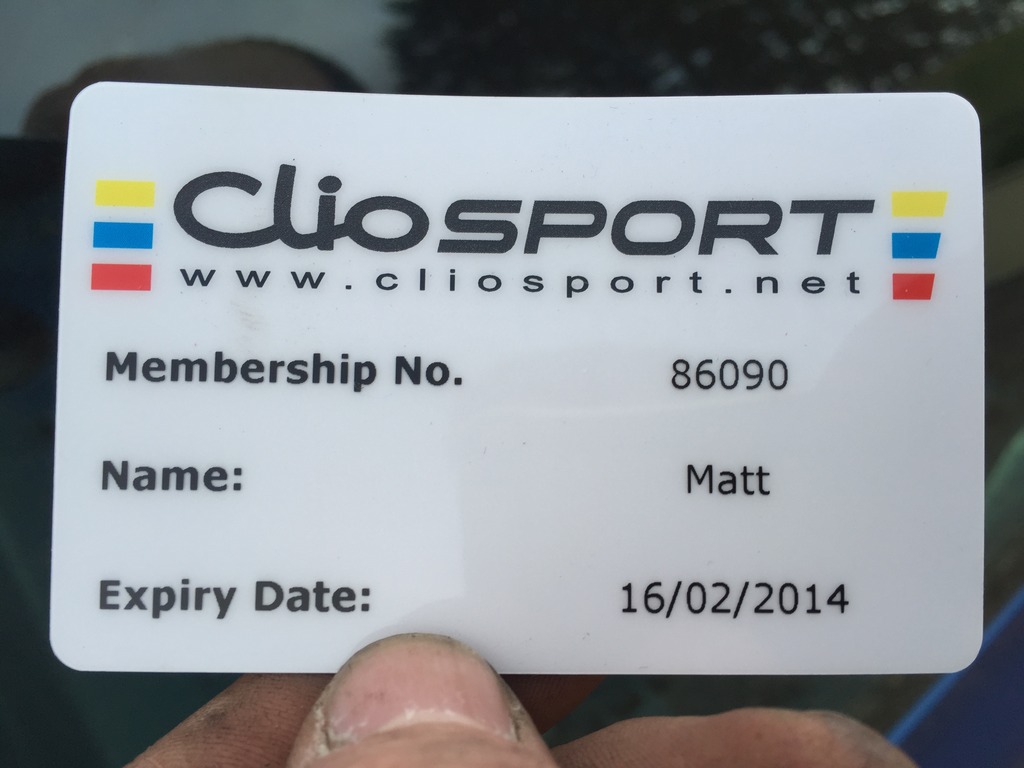 ClioSPORT
www.cliosport.net
Membership No. 86090
Name: Matt
Expiry Date: 16/02/2014